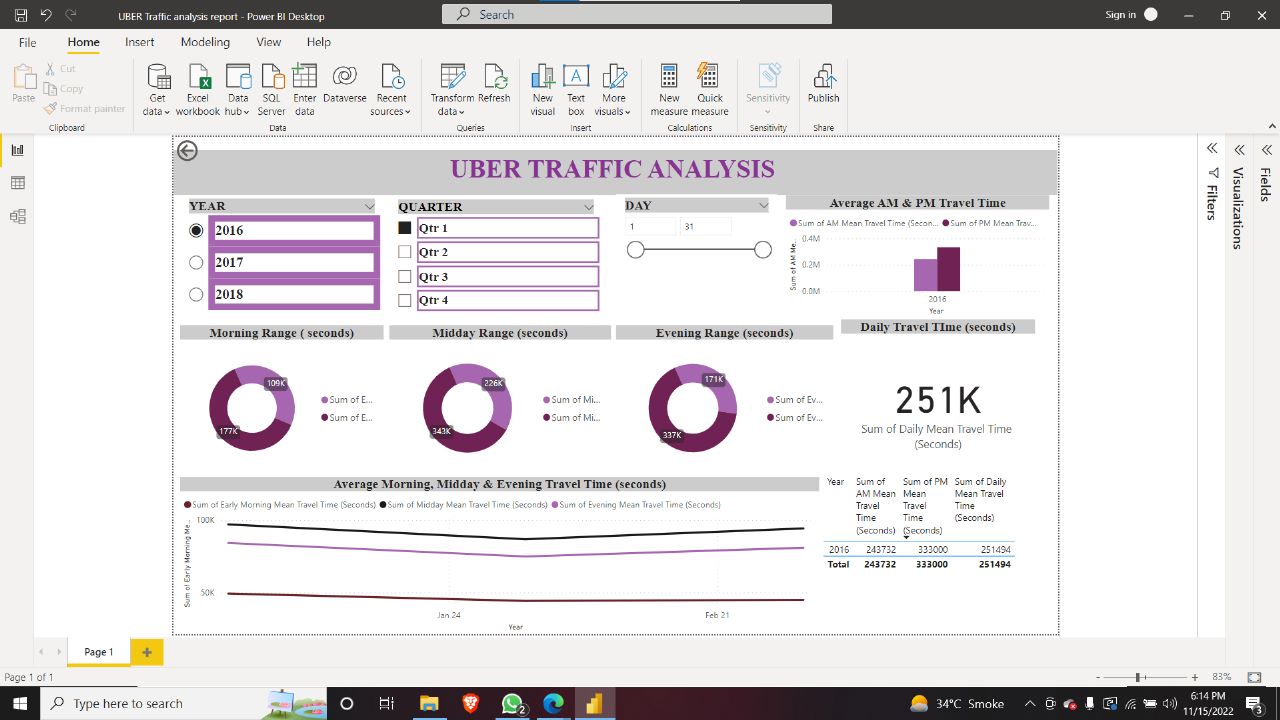 UBER Traffic analysis report - Power BI Desktop
Search
Sign in
File Home Insert Modeling View Help
Paste
Cut
Copy
Format painter
Get data
Excel workbook
Data hub
SQL Server
Enter data
Dataverse
Recent sources
Transform data
Refresh
New visual
Text box
More visuals
New measure
Quick measure
Sensitivity
Publish
Clipboard Data Queries Insert Calculations Sensitivity Share
UBER TRAFFIC ANALYSIS
YEAR
2016
2017
2018
QUARTER
Qtr 1
Qtr 2
Qtr 3
Qtr 4
DAY
1 31
Average AM & PM Travel Time
Sum of AM Mean Travel Time (Secon... Sum of PM Mean Trav...
Sum of AM Me...
0.4M
0.2M
0.0M
2016
Year
Filters
Visualizations
Fields
Morning Range ( seconds)
109K
177K
Sum of E...
Sum of E...
Midday Range (seconds)
226K
343K
Sum of Mi...
Sum of Mi...
Evening Range (seconds)
171K
337K
Sum of Ev...
Sum of Ev...
Daily Travel TIme (seconds)
251K
Sum of Daily Mean Travel Time
(Seconds)
Average Morning, Midday & Evening Travel Time (seconds)
Sum of Early Morning Mean Travel Time (Seconds) Sum of Midday Mean Travel Time (Seconds) Sum of Evening Mean Travel Time (Seconds)
Sum of Early Morning Me...
100K
50K
Jan 24 Feb 21
Year
Year
Sum of AM Mean Travel Time (Seconds)
Sum of PM Mean Travel Time (Seconds)
Sum of Daily Mean Travel Time (Seconds)
2016 243732 333000 251494
Total 243732 333000 251494
Page 1
Page 1 of 1
- + 83%
Type here to search
2
34°C Smoke
6:14 PM
11/15/2022
3